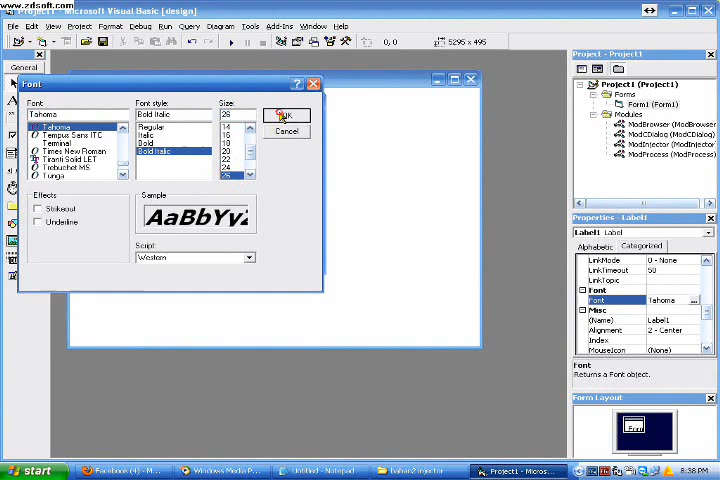 www.zdsoft.com
Project1 - Microsoft Visual Basic [design]
File Edit View Project Format Debug Run Query Diagram Tools Add-Ins Window Help
0, 0
5295 x 495
General
Font
Font:
Font style:
Size:
Tahoma
Bold Italic
26
OK
Cancel
Tahoma
Tempus Sans ITC
Terminal
Times New Roman
Tiranti Solid LET
Trebuchet MS
Tunga
Regular
Italic
Bold
Bold Italic
14
16
18
20
22
24
26
Effects
Strikeout
Underline
Sample
AaBbYyZ
Script:
Western
Project - Project1
Project1 (Project1)
Forms
Form1 (Form1)
Modules
ModBrowser
ModCDialog (ModCDialog
ModInjector (ModInjector
ModProcess (ModProcess
Properties - Label1
Label1 Label
Alphabetic Categorized
LinkMode 0 - None
LinkTimeout 50
LinkTopic
Font
Font Tahoma ...
Misc
(Name) Label1
Alignment 2 - Center
Index
MouseIcon (None)
Font
Returns a Font object.
Form Layout
Form
start
Facebook (4) - M...
Windows Media P...
Untitled - Notepad
bahan2 injector
Project1 - Micros...
8:38 PM